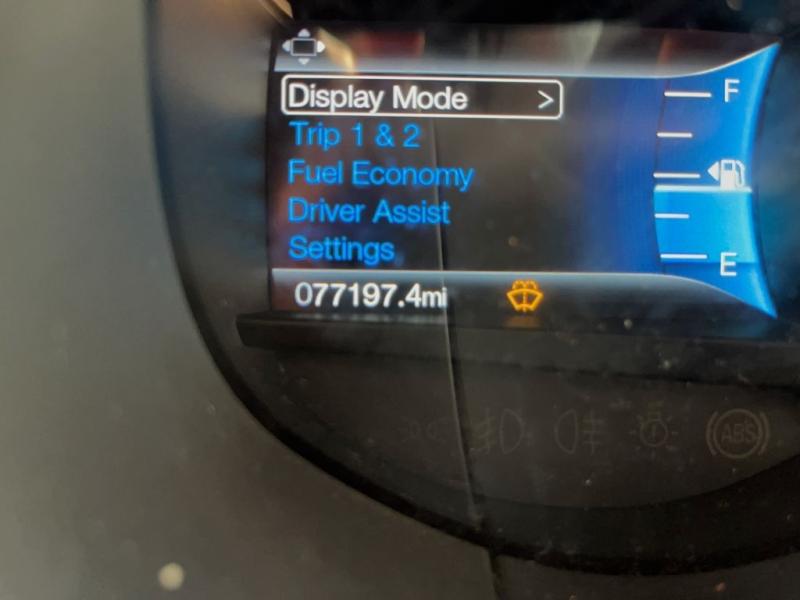 Display Mode >
F
Trip 1 & 2
Fuel Economy
Driver Assist
Settings
E
077197.4mi
ABS